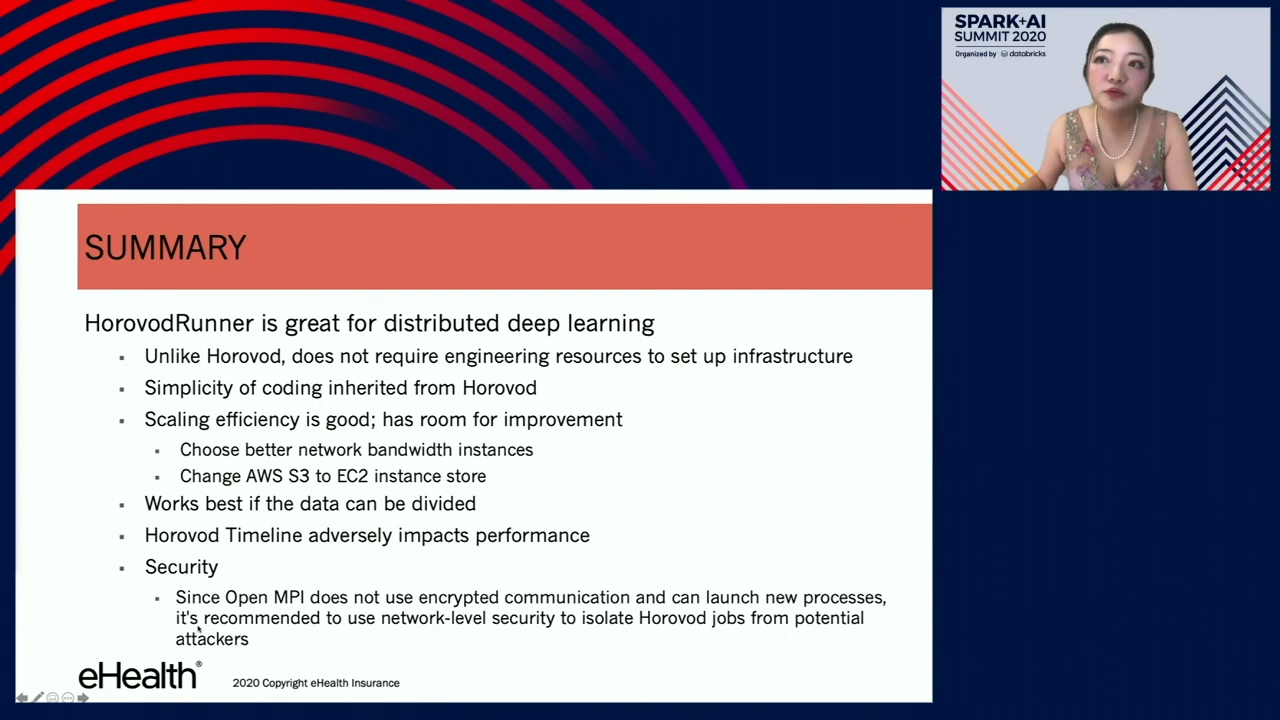 SPARK+AI
SUMMIT 2020
Organized by databricks
SUMMARY
HorovodRunner is great for distributed deep learning
▪ Unlike Horovod, does not require engineering resources to set up infrastructure
▪ Simplicity of coding inherited from Horovod
▪ Scaling efficiency is good; has room for improvement
▪ Choose better network bandwidth instances
▪ Change AWS S3 to EC2 instance store
▪ Works best if the data can be divided
▪ Horovod Timeline adversely impacts performance
▪ Security
▪ Since Open MPI does not use encrypted communication and can launch new processes,
it's recommended to use network-level security to isolate Horovod jobs from potential
attackers
eHealth®
2020 Copyright eHealth Insurance